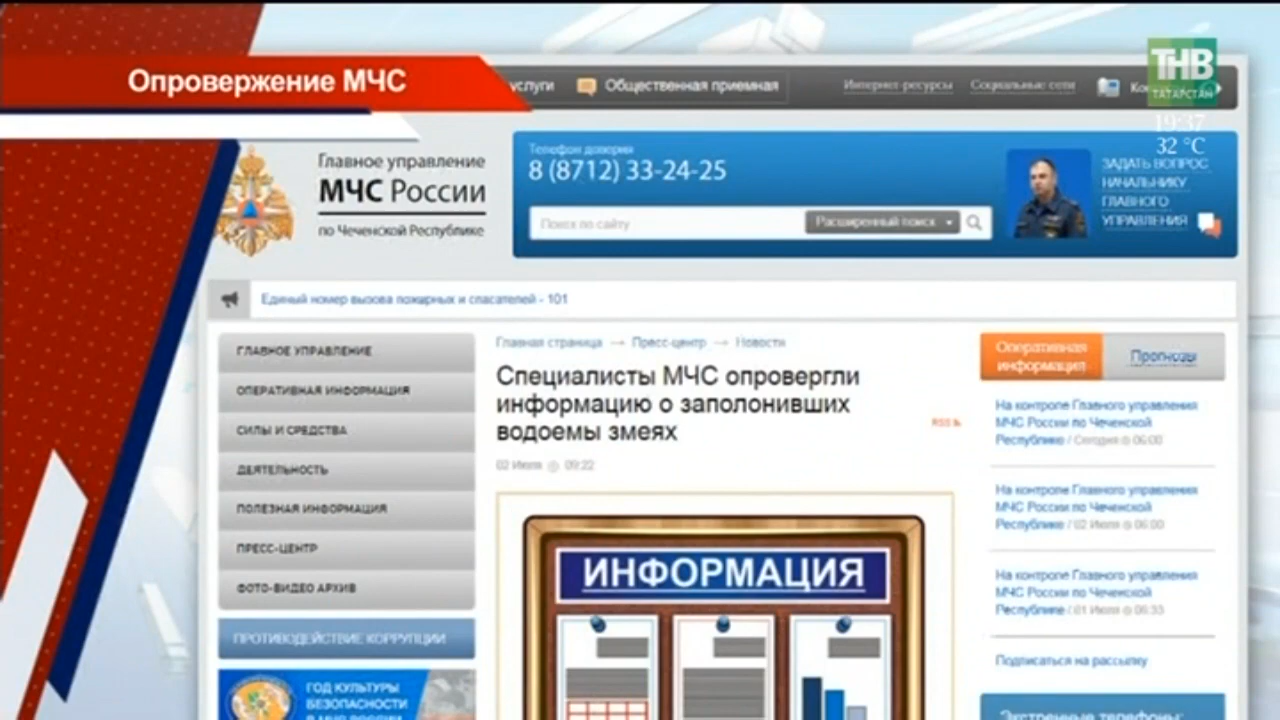 Опровержение МЧС
услуги
Общественная приемная
Интернет-ресурсы
Социальные сети
ТНВ
ТАТАРСТАН
19:37
32 °C
Главное управление
МЧС России
по Чеченской Республике
Телефон доверия
8 (8712) 33-24-25
Поиск по сайту
Расширенный поиск
ЗАДАТЬ ВОПРОС
НАЧАЛЬНИКУ
ГЛАВНОГО
УПРАВЛЕНИЯ
Единый номер вызова пожарных и спасателей - 101
ГЛАВНОЕ УПРАВЛЕНИЕ
ОПЕРАТИВНАЯ ИНФОРМАЦИЯ
СИЛЫ И СРЕДСТВА
ДЕЯТЕЛЬНОСТЬ
ПОЛЕЗНАЯ ИНФОРМАЦИЯ
ПРЕСС-ЦЕНТР
ФОТО-ВИДЕО АРХИВ
ПРОТИВОДЕЙСТВИЕ КОРРУПЦИИ
ГОД КУЛЬТУРЫ
БЕЗОПАСНОСТИ
В МЧС РОССИИ
Главная страница → Пресс-центр → Новости
Специалисты МЧС опровергли
информацию о заполонивших
водоемы змеях
RSS
02 Июля 09:22
ИНФОРМАЦИЯ
Оперативная
информация
Прогнозы
На контроле Главного управления
МЧС России по Чеченской
Республике / Сегодня в 06:00
На контроле Главного управления
МЧС России по Чеченской
Республике / 02 Июля в 06:00
На контроле Главного управления
МЧС России по Чеченской
Республике / 01 Июля в
Подписаться на рассылку
Экстренные телефоны: